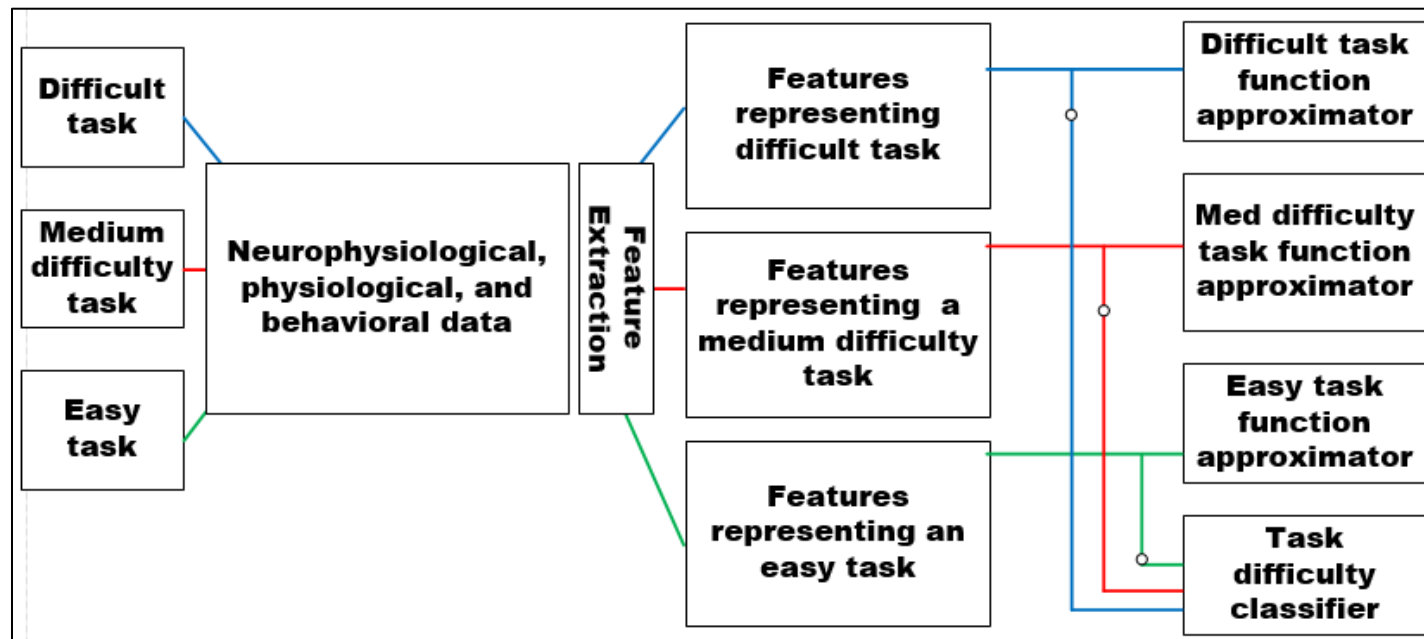 Difficult
task
Medium
difficulty
task
Easy
task
Neurophysiological,
physiological, and
behavioral data
Feature
Extraction
Features
representing
difficult task
Features
representing a
medium difficulty
task
Features
representing an
easy task
Difficult task
function
approximator
Med difficulty
task function
approximator
Easy task
function
approximator
Task
difficulty
classifier